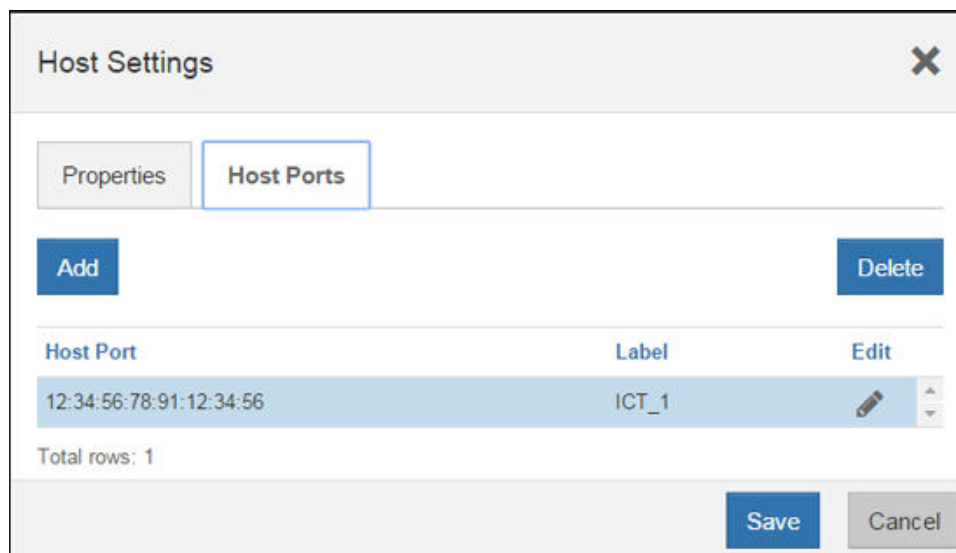 Host Settings
Properties Host Ports
Add Delete
Host Port Label Edit
12:34:56:78:91:12:34:56 ICT_1
Total rows: 1
Save Cancel